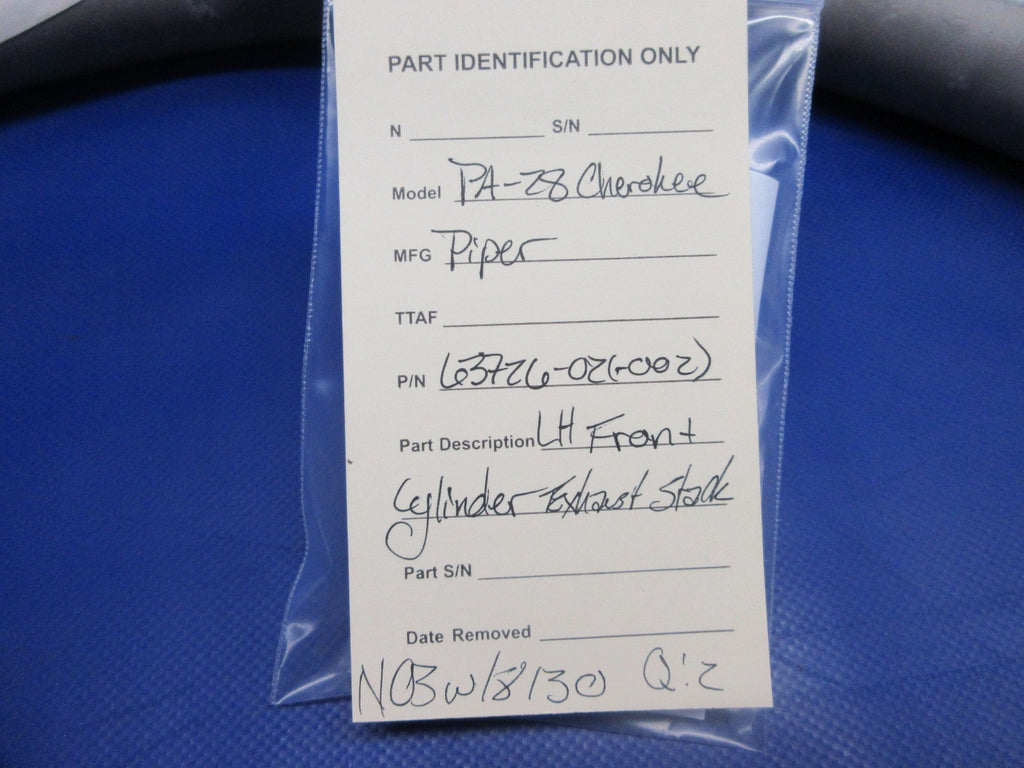 PART IDENTIFICATION ONLY
N S/N
Model PA-28 Cherokee
MFG Piper
TTAF
P/N 63726-02(-002)
Part Description LH Front
Cylinder Exhaust Stack
Part S/N
Date Removed
NOB w/8130 Q:2